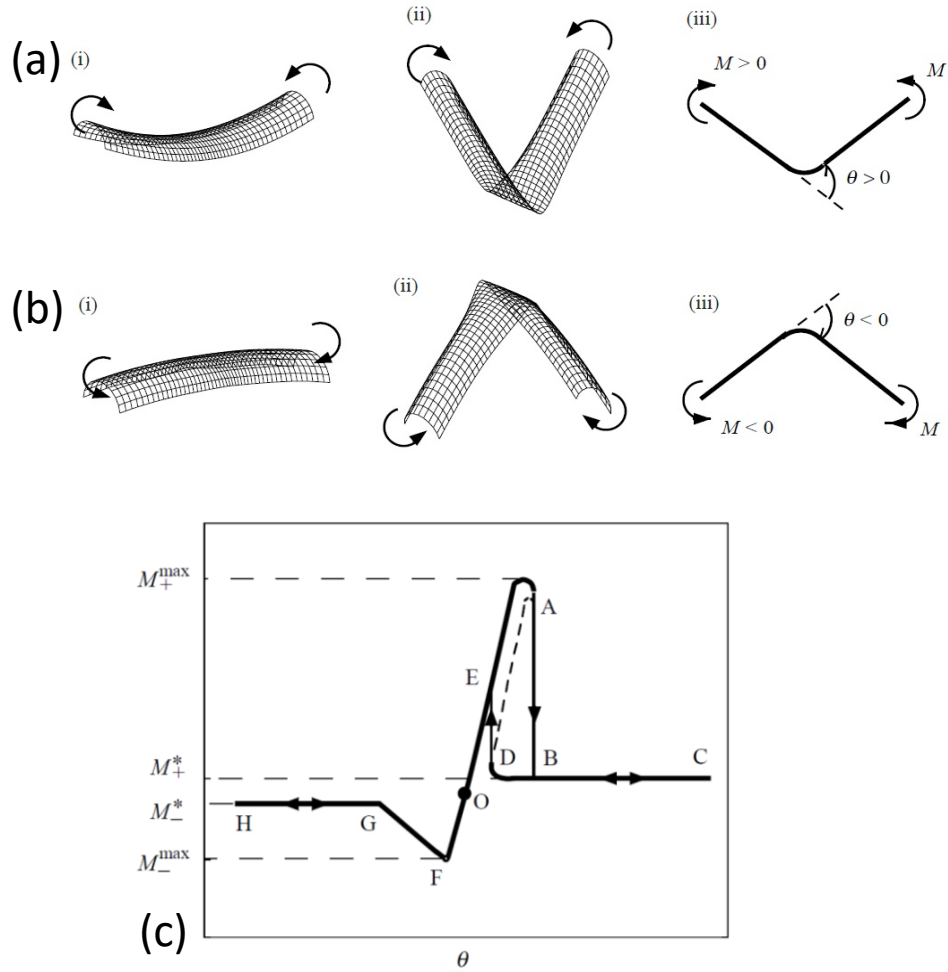 (a)
(i)
(ii)
(iii)
M > 0
M
θ > 0
(b)
(i)
(ii)
(iii)
θ < 0
M < 0
M
M₊ᵐᵃˣ
A
E
D
B
C
M₊*
M₋*
O
H
G
M₋ᵐᵃˣ
F
(c)
θ